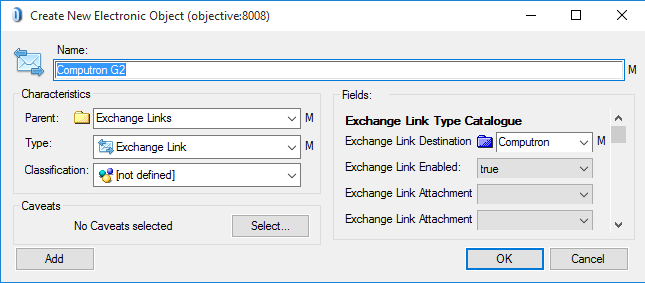 Create New Electronic Object (objective:8008)
Name:
Computron G2 M
Characteristics
Parent: Exchange Links M
Type: Exchange Link M
Classification: [not defined]
Caveats
No Caveats selected Select...
Fields:
Exchange Link Type Catalogue
Exchange Link Destination Computron M
Exchange Link Enabled: true
Exchange Link Attachment
Exchange Link Attachment
Add OK Cancel